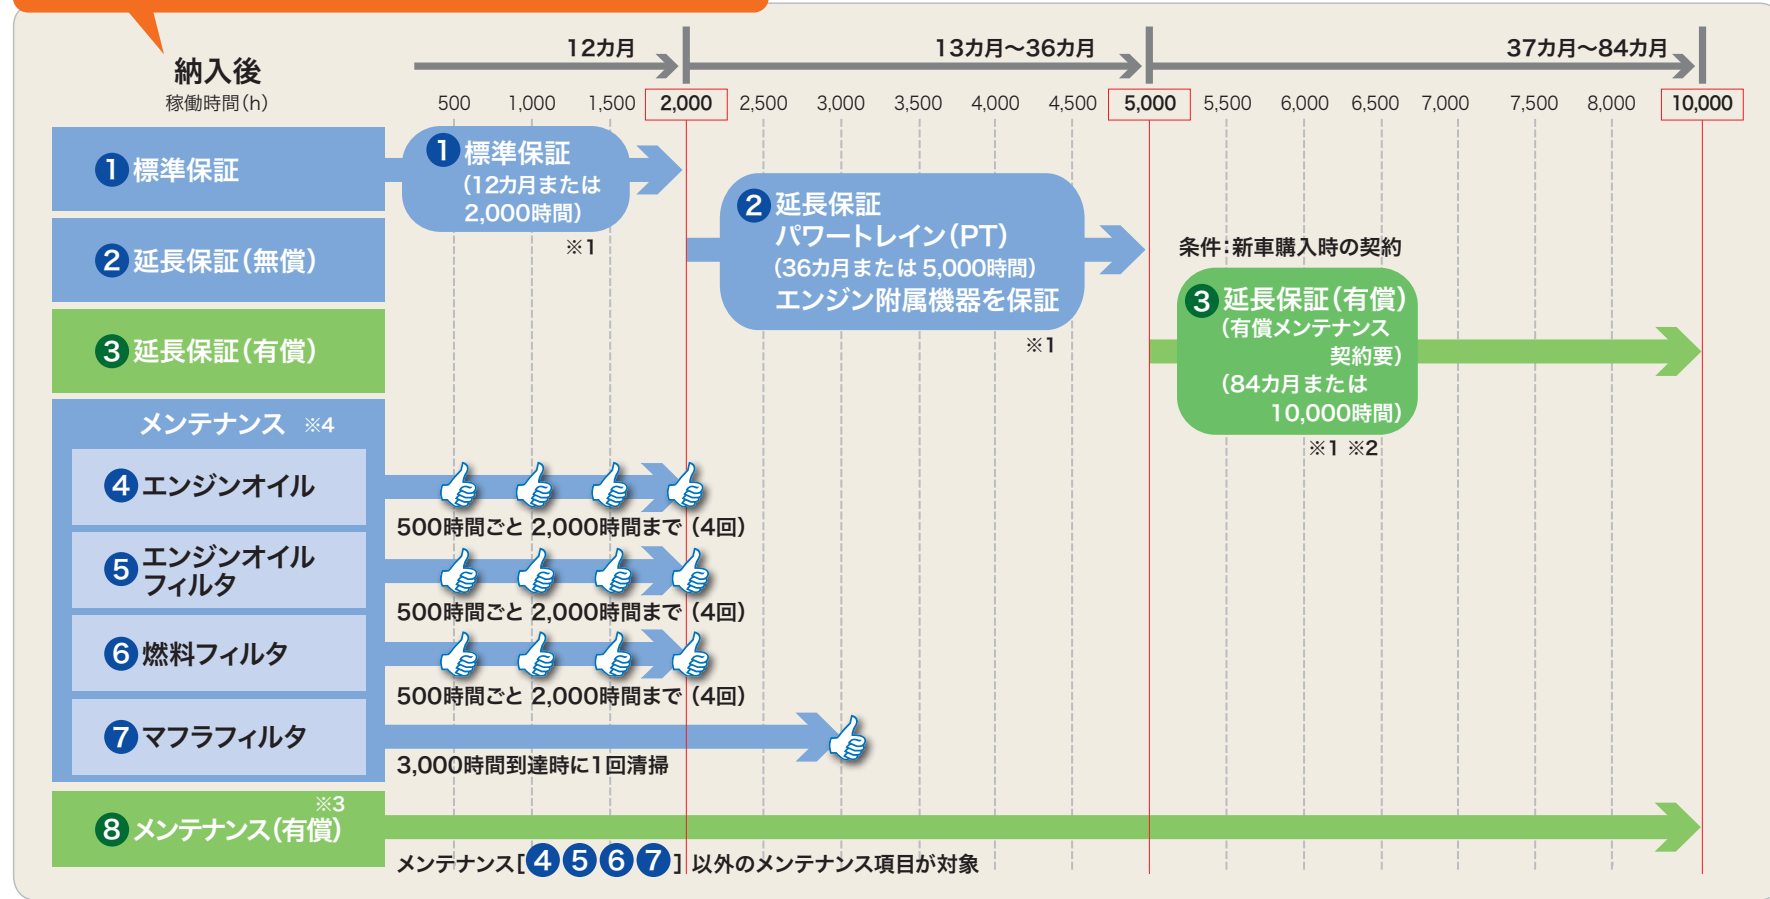 12カ月
13カ月～36カ月
37カ月～84カ月
納入後
稼働時間(h)
500 1,000 1,500 2,000 2,500 3,000 3,500 4,000 4,500 5,000 5,500 6,000 6,500 7,000 7,500 8,000 10,000
1 標準保証
1 標準保証
(12カ月または
2,000時間)
※1
2 延長保証(無償)
2 延長保証
パワートレイン(PT)
(36カ月または 5,000時間)
エンジン附属機器を保証
※1
条件：新車購入時の契約
3 延長保証(有償)
3 延長保証(有償)
(有償メンテナンス
契約要)
(84カ月または
10,000時間)
※1 ※2
メンテナンス ※4
4 エンジンオイル
500時間ごと 2,000時間まで (4回)
5 エンジンオイル
フィルタ
500時間ごと 2,000時間まで (4回)
6 燃料フィルタ
500時間ごと 2,000時間まで (4回)
7 マフラフィルタ
3,000時間到達時に1回清掃
※3
8 メンテナンス(有償)
メンテナンス[4 5 6 7] 以外のメンテナンス項目が対象